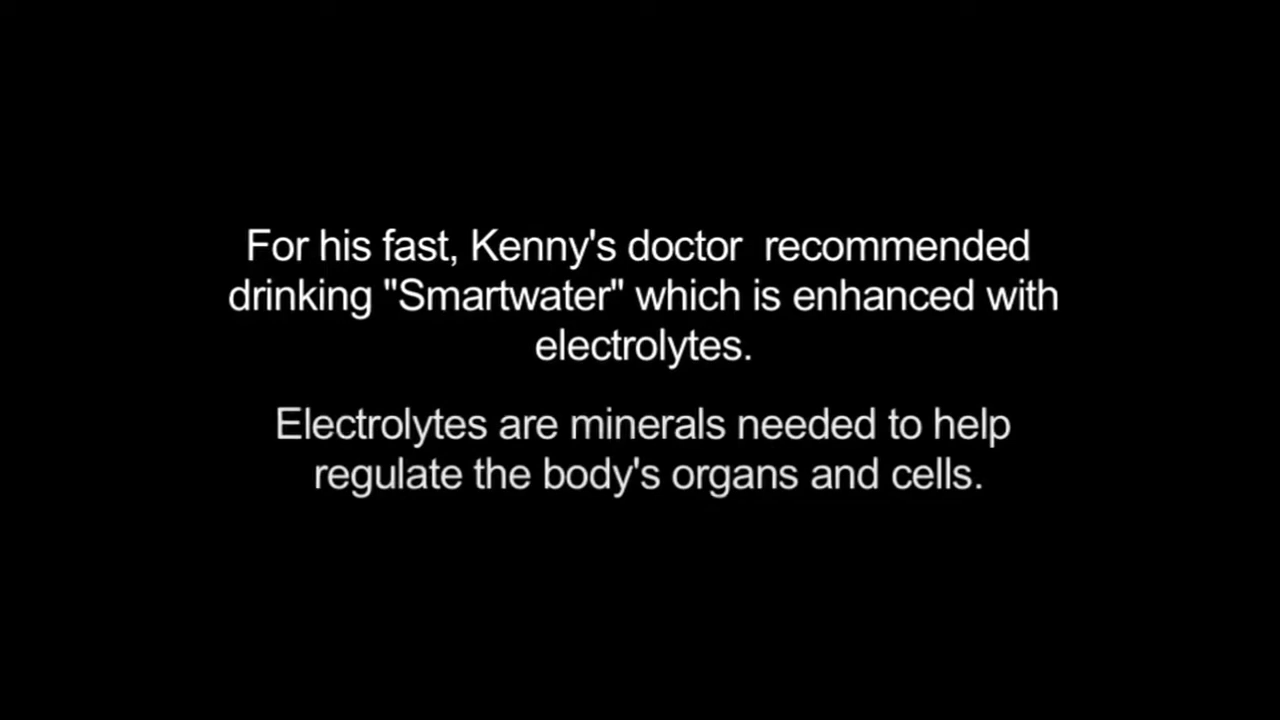 For his fast, Kenny's doctor  recommended
drinking "Smartwater" which is enhanced with
electrolytes.
Electrolytes are minerals needed to help
regulate the body's organs and cells.